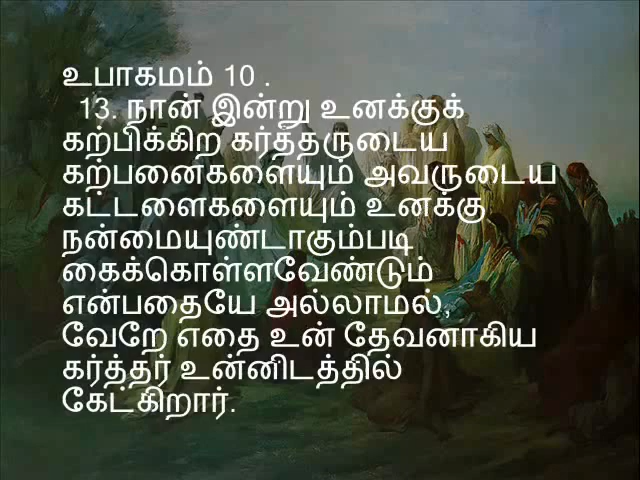 உபாகமம் 10 .
13. நான் இன்று உனக்குக்
கற்பிக்கிற கர்த்தருடைய
கற்பனைகளையும் அவருடைய
கட்டளைகளையும் உனக்கு
நன்மையுண்டாகும்படி
கைக்கொள்ளவேண்டும்
என்பதையே அல்லாமல்,
வேறே எதை உன் தேவனாகிய
கர்த்தர் உன்னிடத்தில்
கேட்கிறார்.